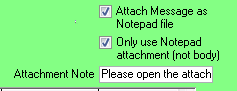 Attach Message as
Notepad file
Only use Notepad
attachment (not body)
Attachment Note Please open the attach